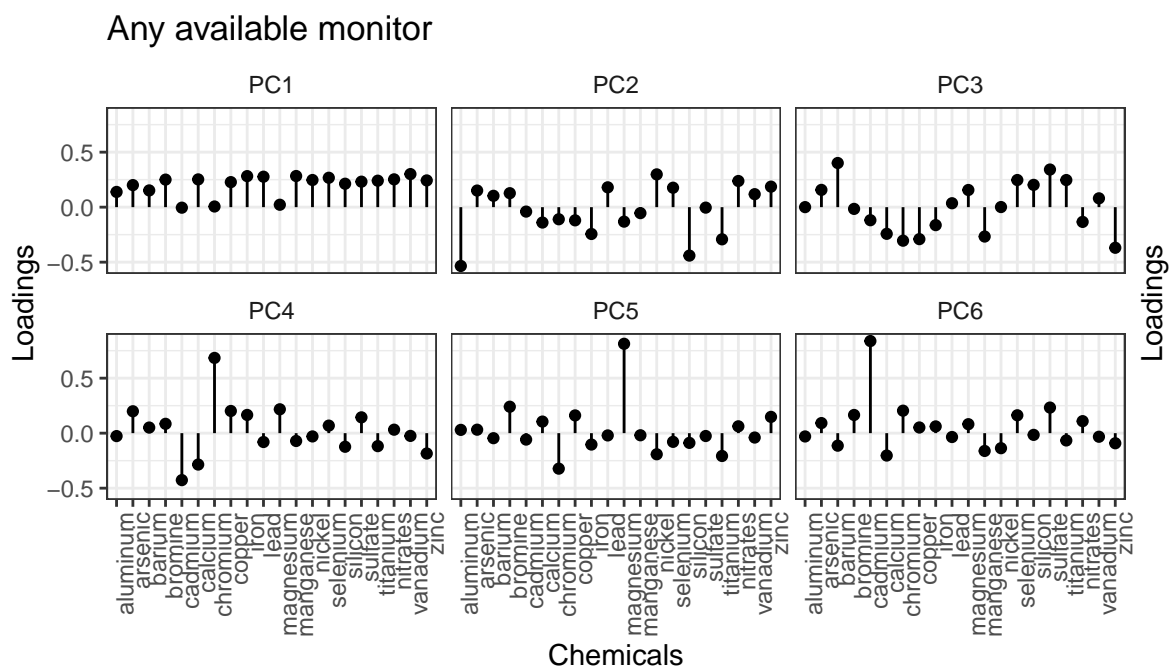 Any available monitor
PC1 PC2 PC3
0.5
0.0
−0.5
PC4 PC5 PC6
0.5
0.0
−0.5
Loadings
Loadings
aluminum arsenic barium bromine cadmium calcium chromium copper iron lead magnesium manganese nickel selenium silicon sulfate titanium nitrates vanadium zinc
aluminum arsenic barium bromine cadmium calcium chromium copper iron lead magnesium manganese nickel selenium silicon sulfate titanium nitrates vanadium zinc
aluminum arsenic barium bromine cadmium calcium chromium copper iron lead magnesium manganese nickel selenium silicon sulfate titanium nitrates vanadium zinc
Chemicals